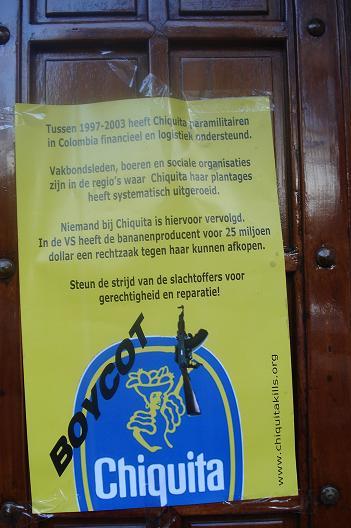 Tussen 1997-2003 heeft Chiquita paramilitairen
in Colombia financieel en logistiek ondersteund.
Vakbondsleden, boeren en sociale organisaties
zijn in de regio's waar Chiquita haar plantages
heeft systematisch uitgeroeid.
Niemand bij Chiquita is hiervoor vervolgd.
In de VS heeft de bananenproducent voor 25 miljoen
dollar een rechtzaak tegen haar kunnen afkopen.
Steun de strijd van de slachtoffers voor
gerechtigheid en reparatie!
BOYCOT
Chiquita
www.chiquitakills.org